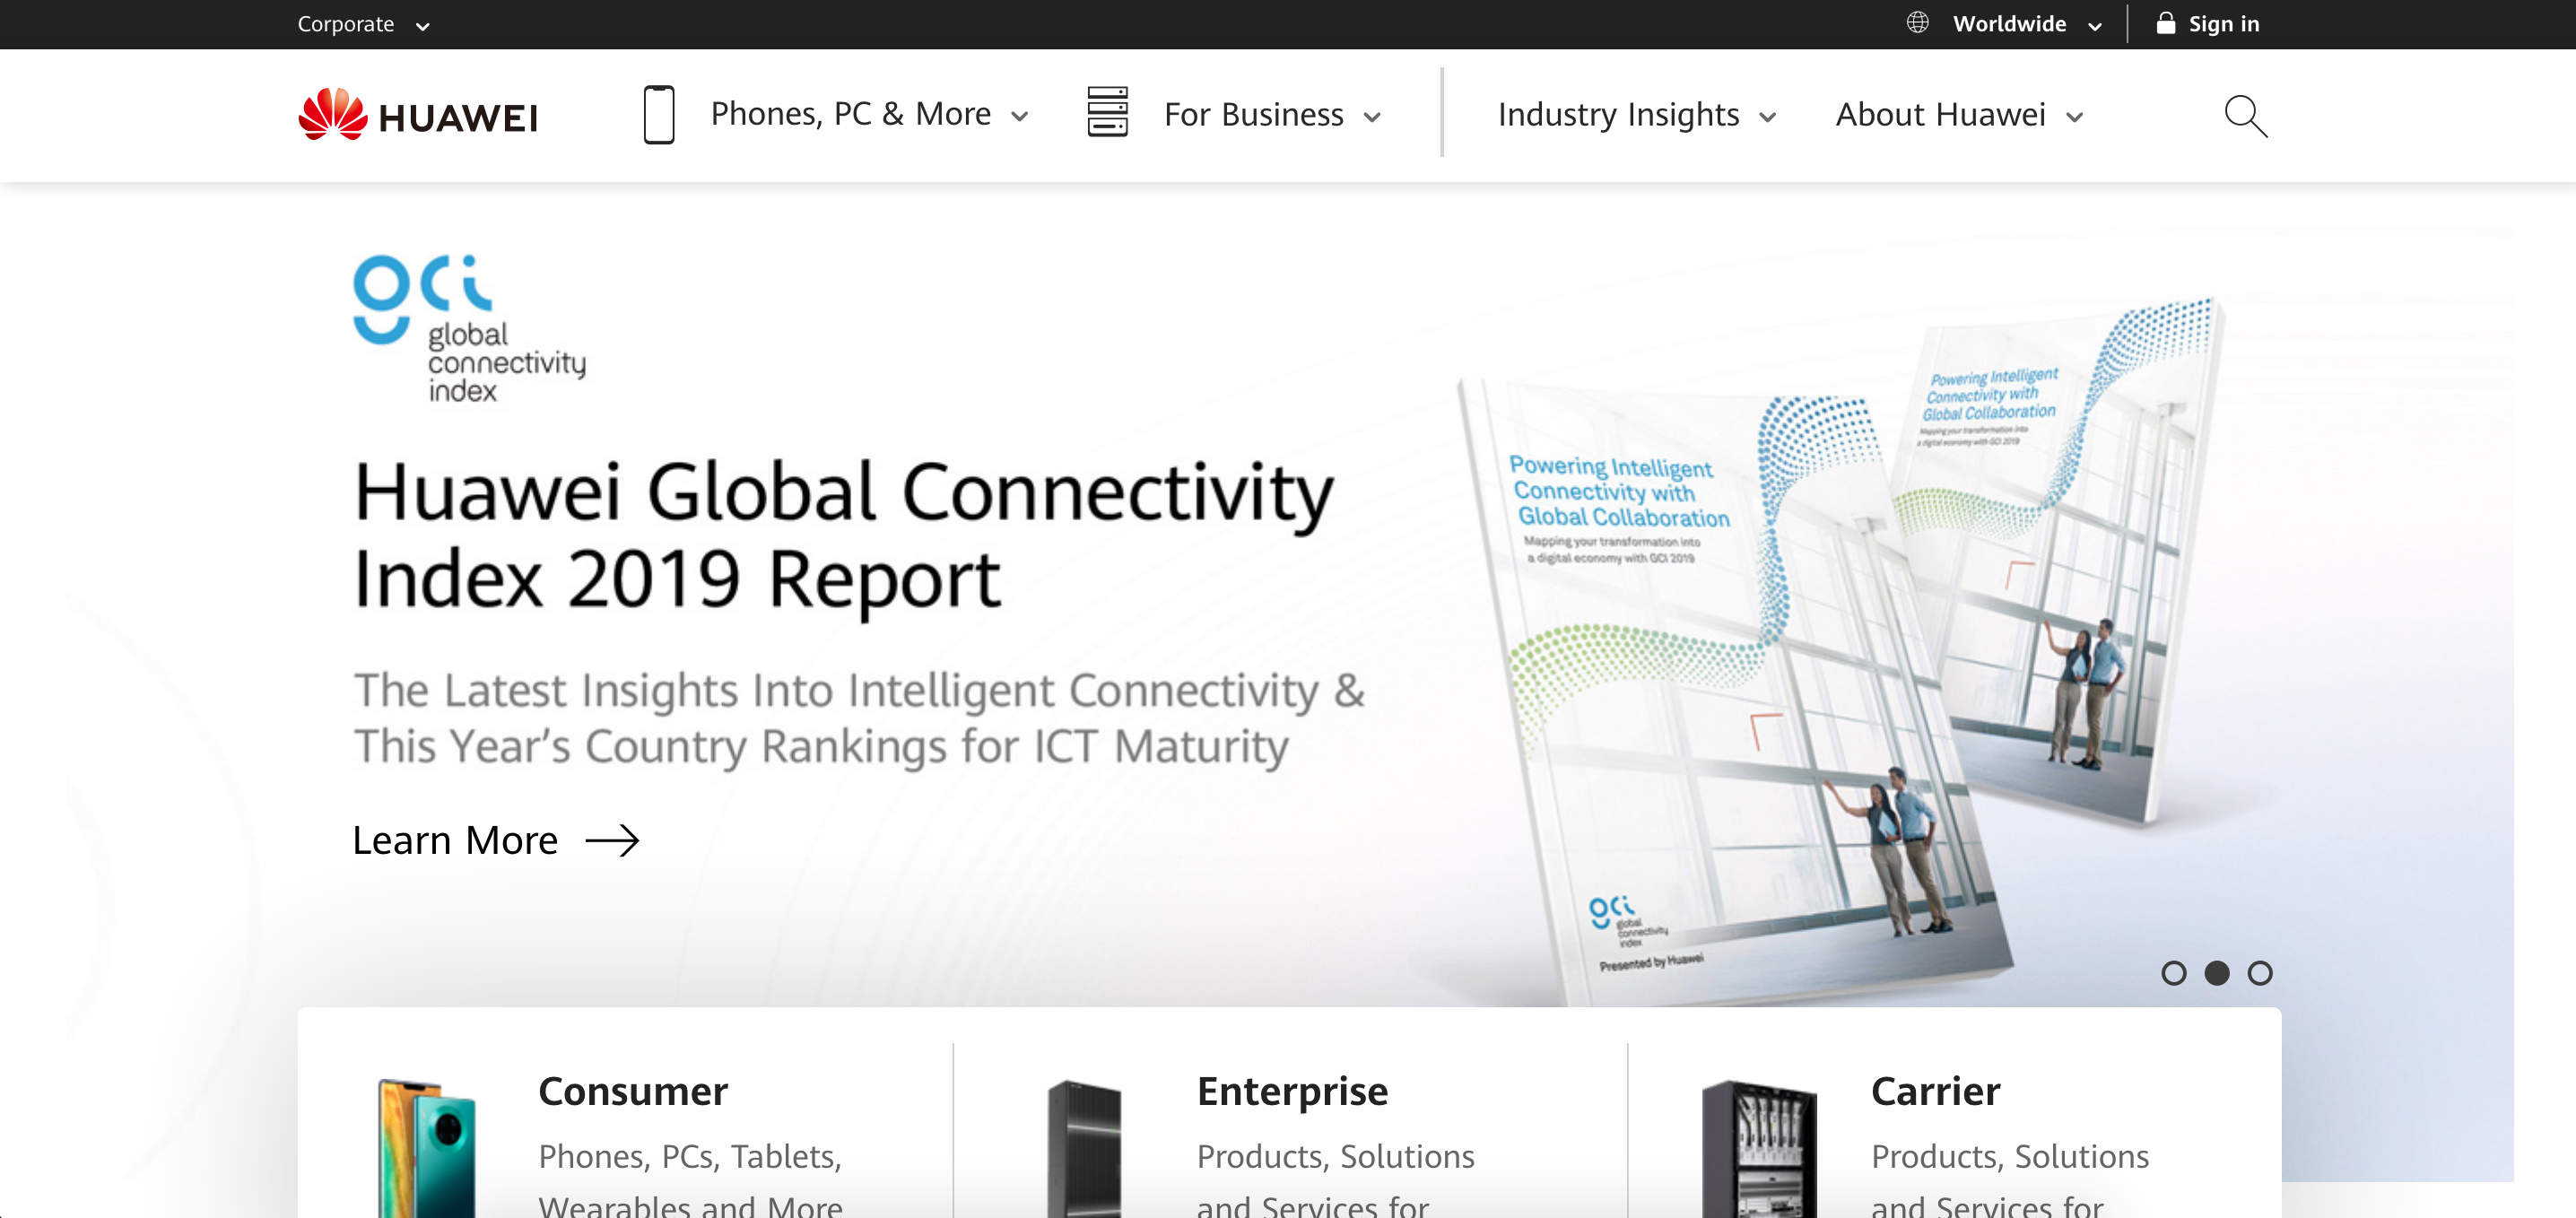 Corporate
Worldwide
Sign in
HUAWEI
Phones, PC & More
For Business
Industry Insights
About Huawei
gci
global
connectivity
index
Huawei Global Connectivity
Index 2019 Report
The Latest Insights Into Intelligent Connectivity &
This Year’s Country Rankings for ICT Maturity
Learn More
Powering Intelligent
Connectivity with
Global Collaboration
Mapping your transformation into
a digital economy with GCI 2019
gci
global
connectivity
index
Presented by Huawei
Powering Intelligent
Connectivity with
Global Collaboration
Mapping your transformation into
a digital economy with GCI 2019
Consumer
Phones, PCs, Tablets,
Wearables and More
Enterprise
Products, Solutions
and Services for
Carrier
Products, Solutions
and Services for